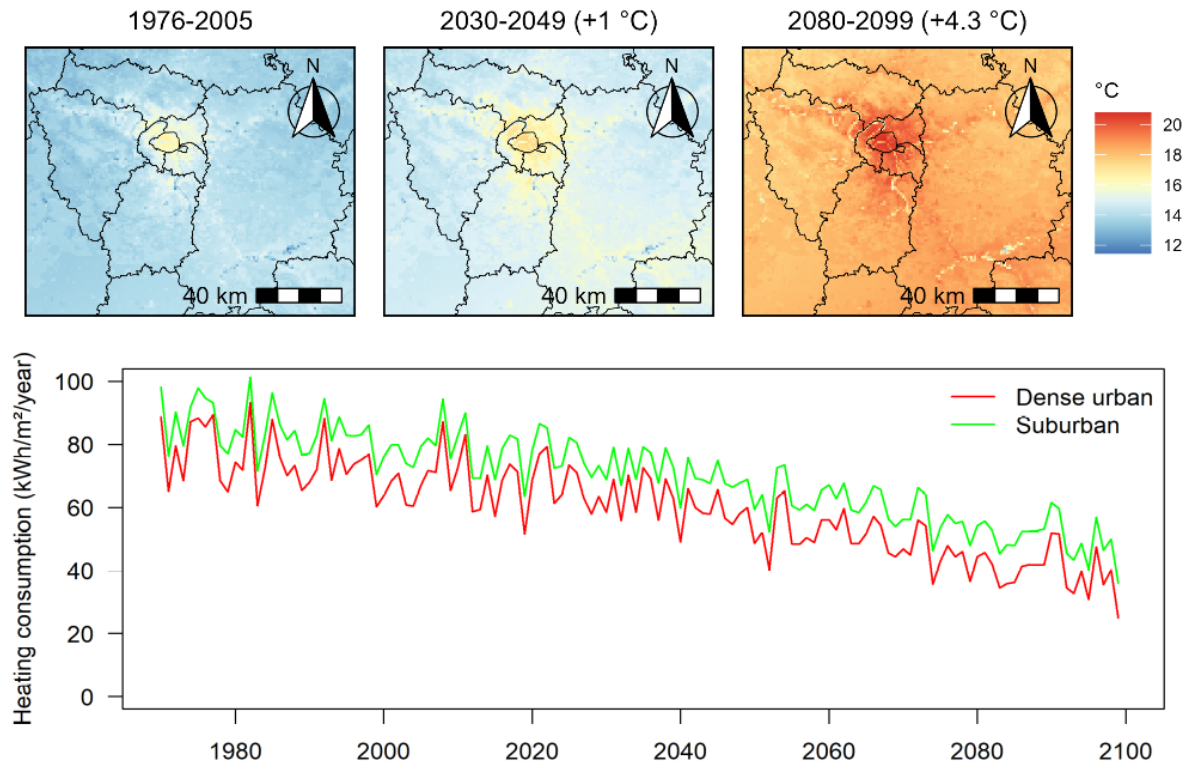 1976-2005
2030-2049 (+1 °C)
2080-2099 (+4.3 °C)
N
N
N
40 km
40 km
40 km
°C
20
18
16
14
12
Heating consumption (kWh/m²/year)
100
80
60
40
20
0
Dense urban
Suburban
1980
2000
2020
2040
2060
2080
2100